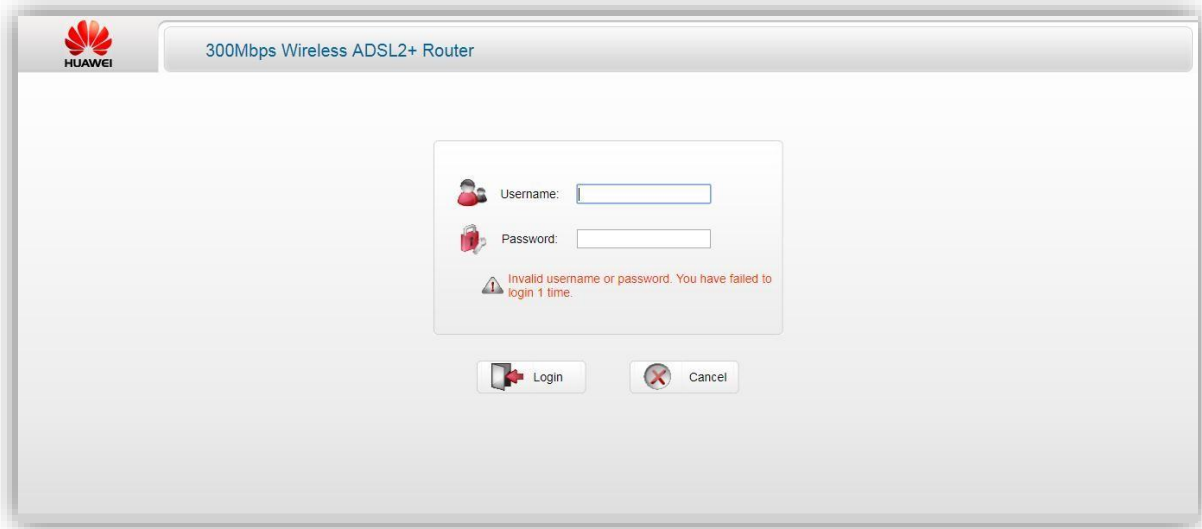 HUAWEI
300Mbps Wireless ADSL2+ Router
Username:
Password:
Invalid username or password. You have failed to
login 1 time.
Login
Cancel